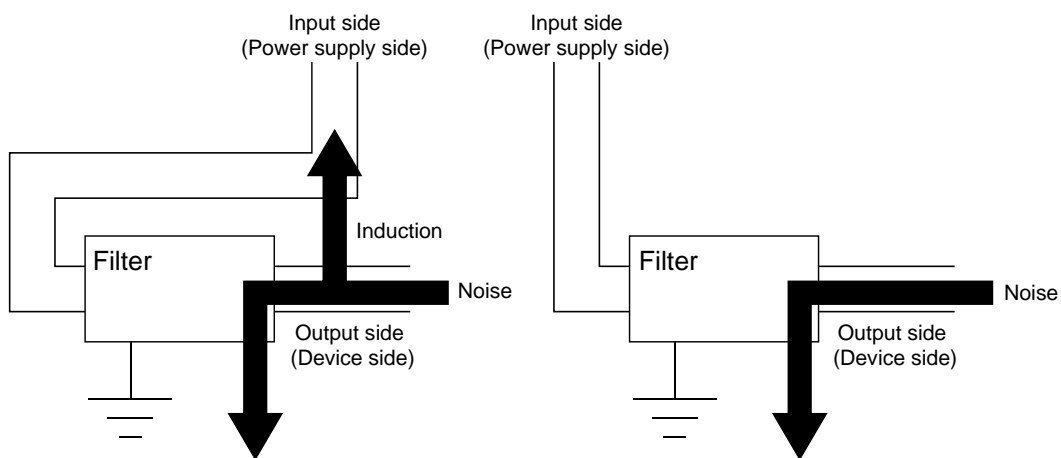 Input side
(Power supply side)
Induction
Filter
Noise
Output side
(Device side)
Input side
(Power supply side)
Filter
Noise
Output side
(Device side)